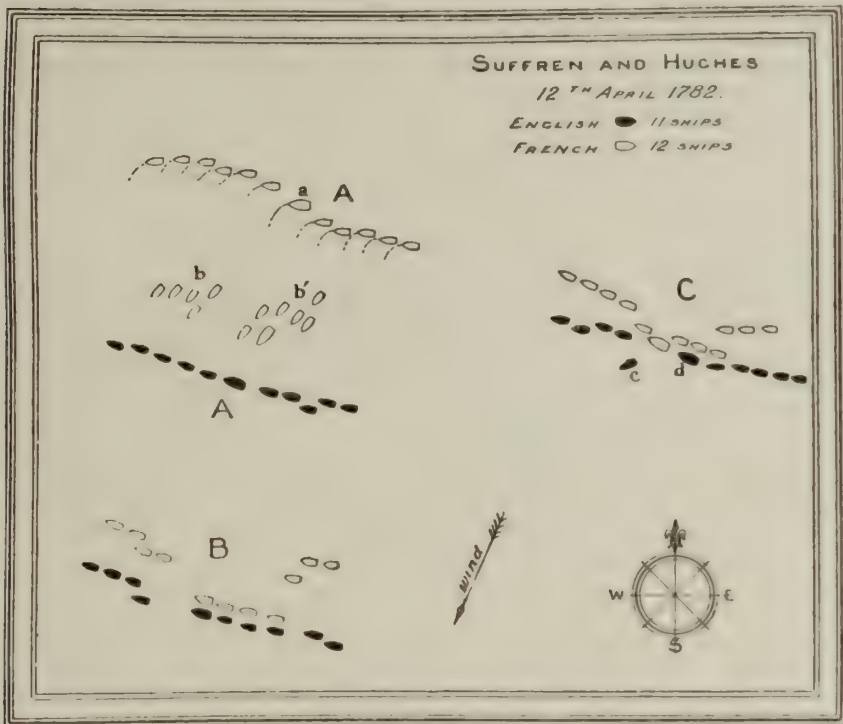 SUFFREN AND HUGHES
12TH APRIL 1782.
ENGLISH 11 SHIPS
FRENCH 12 SHIPS
a A
b b'
A
C
c d
B
WIND
W E
S